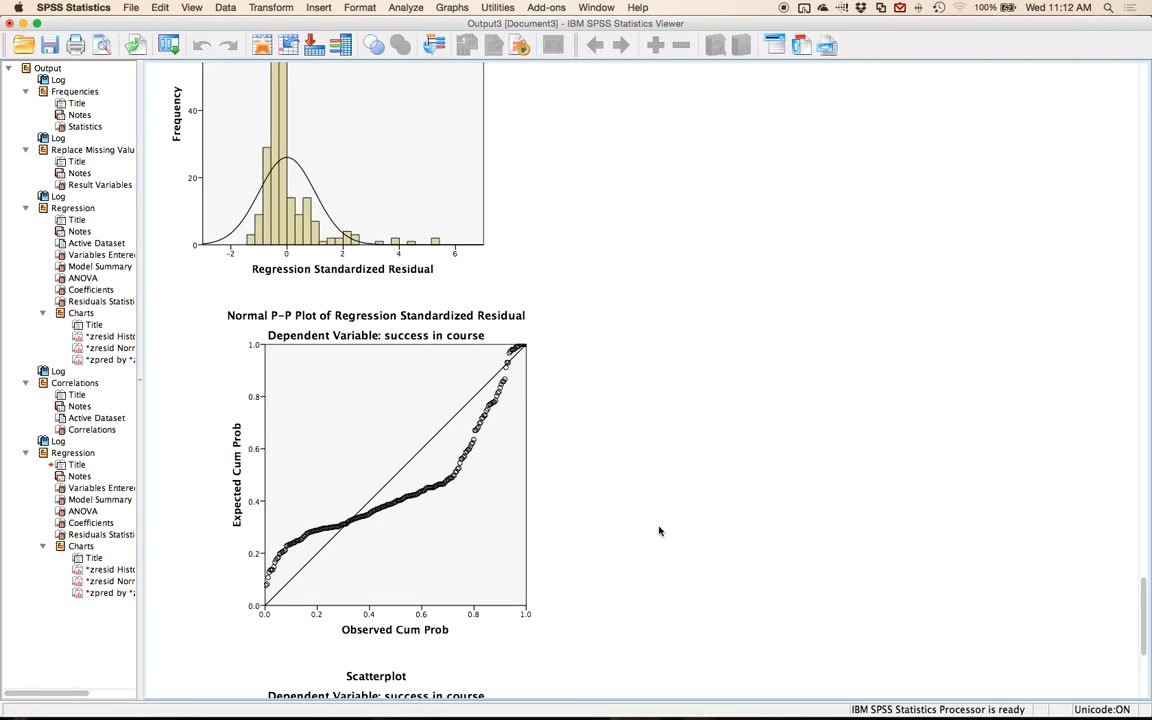 SPSS Statistics File Edit View Data Transform Insert Format Analyze Graphs Utilities Add-ons Window Help 100% Wed 11:12 AM
Output3 [Document3] - IBM SPSS Statistics Viewer
Output
Log
Frequencies
Title
Notes
Statistics
Log
Replace Missing Valu
Title
Notes
Result Variables
Log
Regression
Title
Notes
Active Dataset
Variables Entere
Model Summary
ANOVA
Coefficients
Residuals Statisti
Charts
Title
*zresid Histo
*zresid Norr
*zpred by *z
Log
Correlations
Title
Notes
Active Dataset
Correlations
Log
Regression
Title
Notes
Variables Entere
Model Summary
ANOVA
Coefficients
Residuals Statisti
Charts
Title
*zresid Histo
*zresid Norr
*zpred by *z
Frequency
40
20
0
-2 0 2 4 6
Regression Standardized Residual
Normal P-P Plot of Regression Standardized Residual
Dependent Variable: success in course
Expected Cum Prob
1.0
0.8
0.6
0.4
0.2
0.0
0.0 0.2 0.4 0.6 0.8 1.0
Observed Cum Prob
Scatterplot
Dependent Variable: success in course
IBM SPSS Statistics Processor is ready Unicode:ON